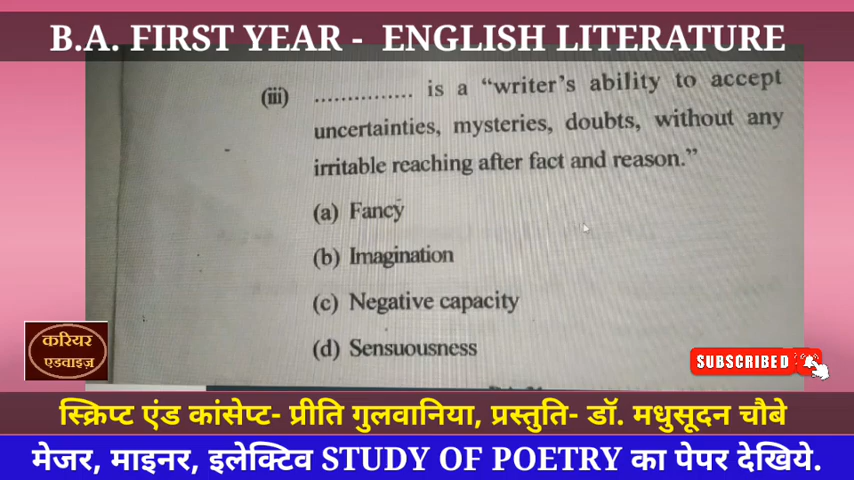 B.A. FIRST YEAR - ENGLISH LITERATURE
(iii) ............... is a “writer’s ability to accept
uncertainties, mysteries, doubts, without any
irritable reaching after fact and reason.”
(a) Fancy
(b) Imagination
(c) Negative capacity
(d) Sensuousness
करियर
एडवाइज़
SUBSCRIBED
स्क्रिप्ट एंड कांसेप्ट- प्रीति गुलवानिया, प्रस्तुति- डॉ. मधुसूदन चौबे
मेजर, माइनर, इलेक्टिव STUDY OF POETRY का पेपर देखिये.